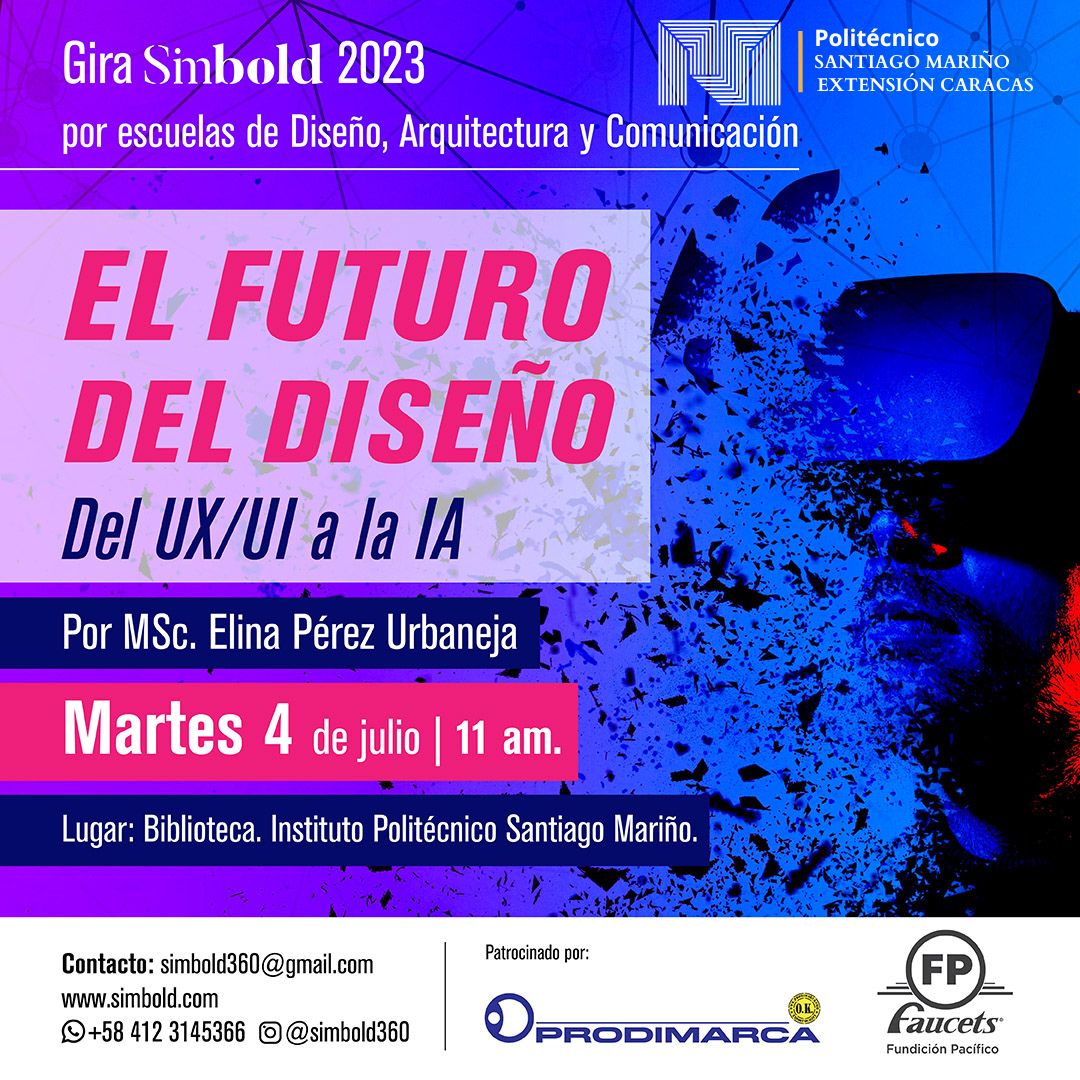 Gira Simbold 2023
por escuelas de Diseño, Arquitectura y Comunicación
Politécnico
SANTIAGO MARIÑO
EXTENSIÓN CARACAS
EL FUTURO
DEL DISEÑO
Del UX/UI a la IA
Por MSc. Elina Pérez Urbaneja
Martes 4 de julio | 11 am.
Lugar: Biblioteca. Instituto Politécnico Santiago Mariño.
Contacto: simbold360@gmail.com
www.simbold.com
+58 412 3145366 @simbold360
Patrocinado por:
O.K.
PRODIMARCA
FP
Faucets®
Fundición Pacífico